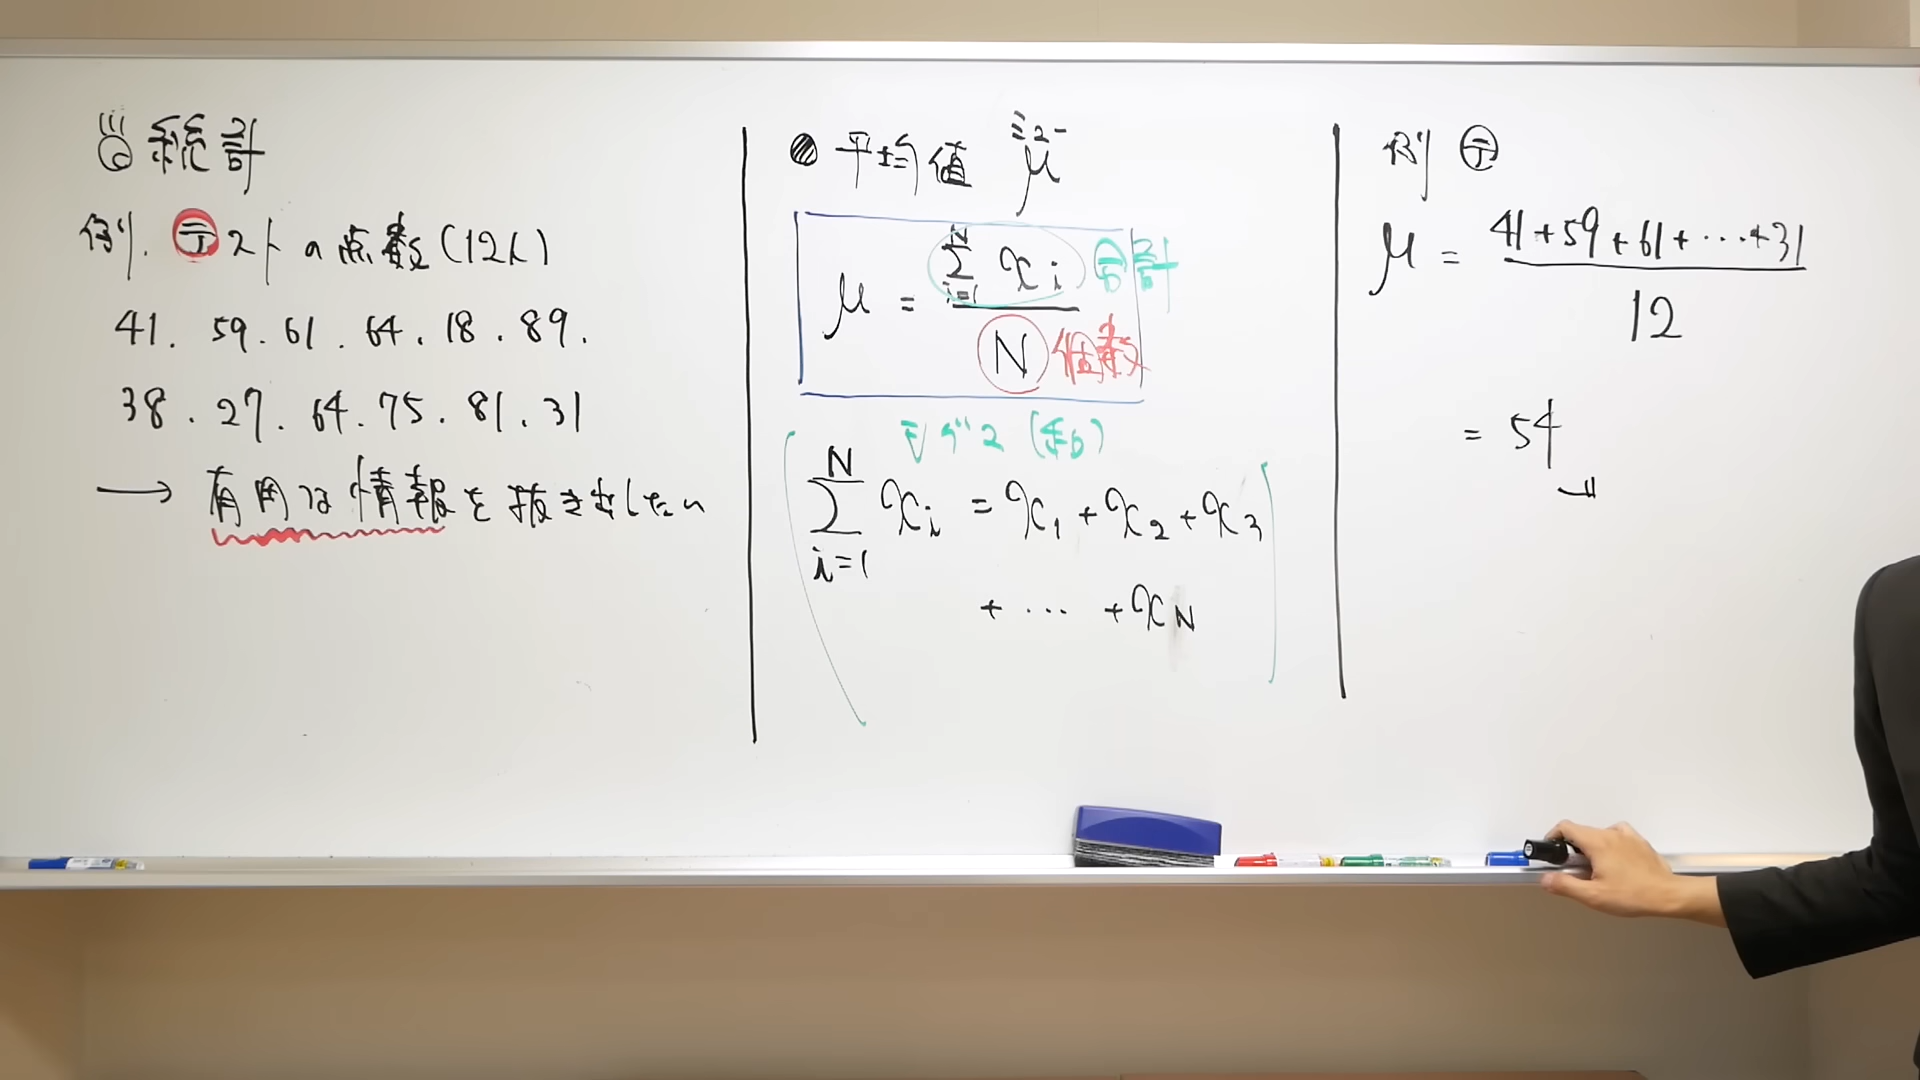 統計
例. テストの点数(12人)
41. 59. 61. 64. 18. 89.
38. 27. 64. 75. 81. 31
→ 有用な情報を抜き出したい
● 平均値 μ ミュー
μ = Σ xi / N
N
i=1
合計
個数
シグマ(和)
N
Σ xi = x1 + x2 + x3
i=1
+ … + xN
例 テ
μ = 41+59+61+…+31
12
= 54